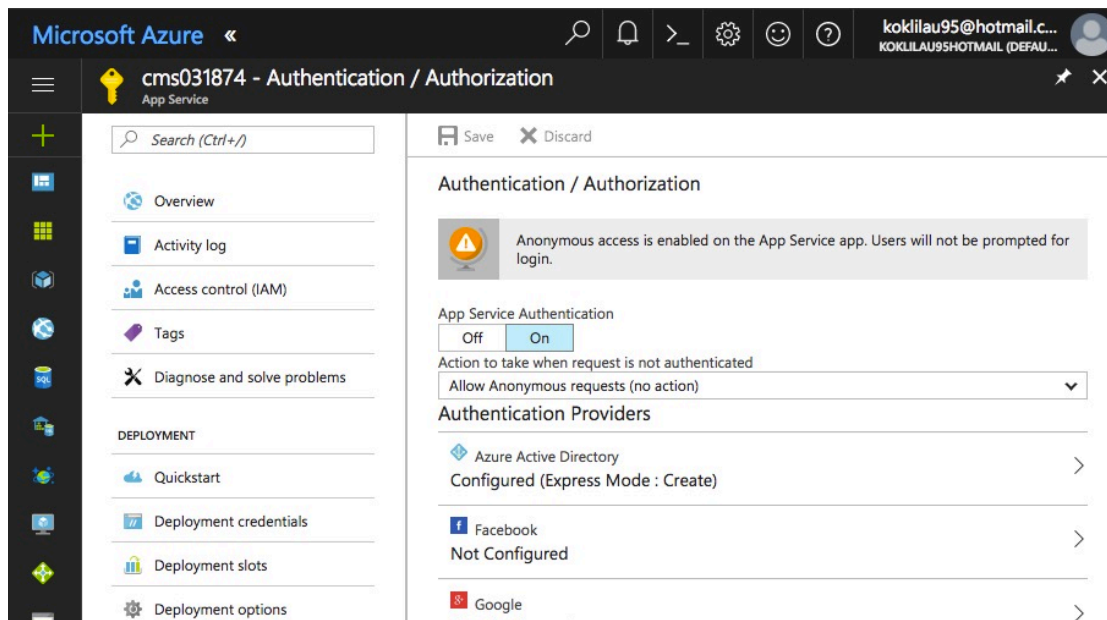 Microsoft Azure «
koklilau95@hotmail.c...
KOKLILAU95HOTMAIL (DEFAU...
cms031874 - Authentication / Authorization
App Service
Search (Ctrl+/)
Overview
Activity log
Access control (IAM)
Tags
Diagnose and solve problems
DEPLOYMENT
Quickstart
Deployment credentials
Deployment slots
Deployment options
Save
Discard
Authentication / Authorization
Anonymous access is enabled on the App Service app. Users will not be prompted for
login.
App Service Authentication
Off
On
Action to take when request is not authenticated
Allow Anonymous requests (no action)
Authentication Providers
Azure Active Directory
Configured (Express Mode : Create)
Facebook
Not Configured
Google